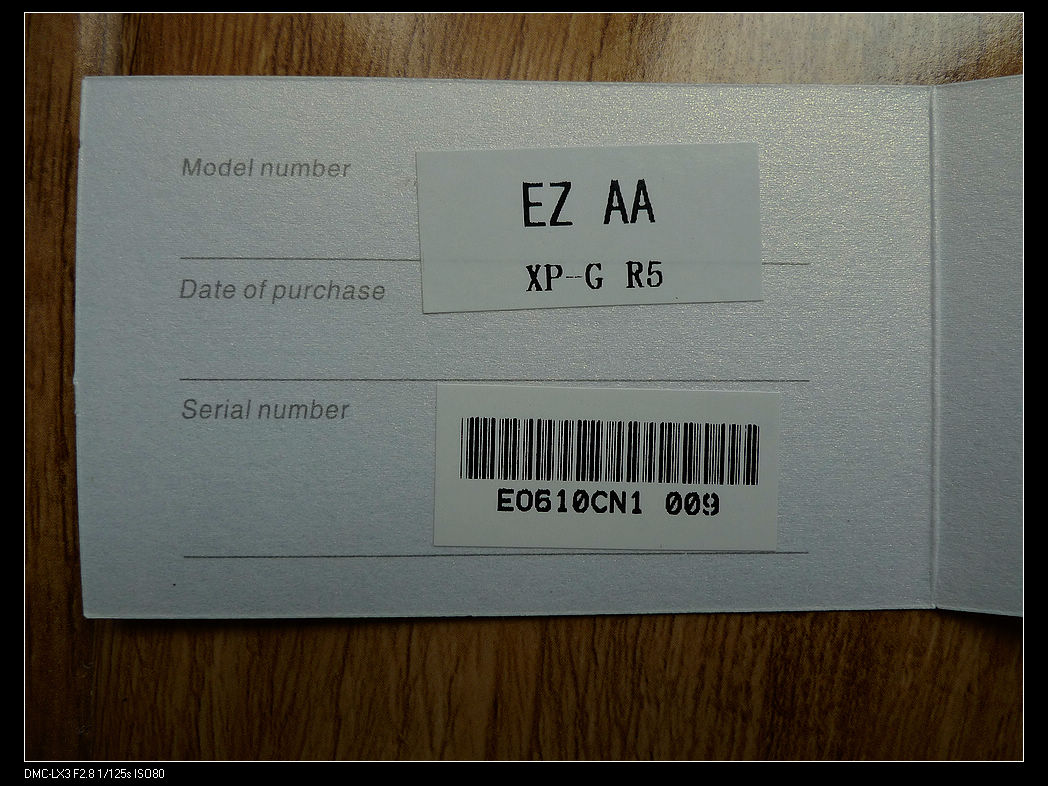 Model number
EZ AA
XP-G R5
Date of purchase
Serial number
E0610CN1 009
DMC-LX3 F2.8 1/125s ISO80